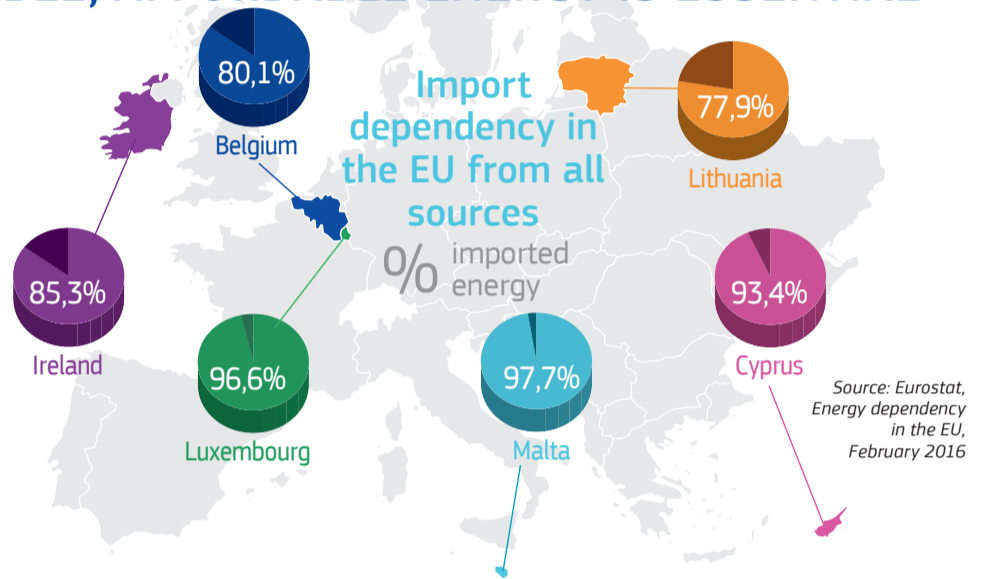 80,1%
Belgium
Import
dependency in
the EU from all
sources
% imported
energy
77,9%
Lithuania
85,3%
Ireland
96,6%
Luxembourg
97,7%
Malta
93,4%
Cyprus
Source: Eurostat,
Energy dependency
in the EU,
February 2016